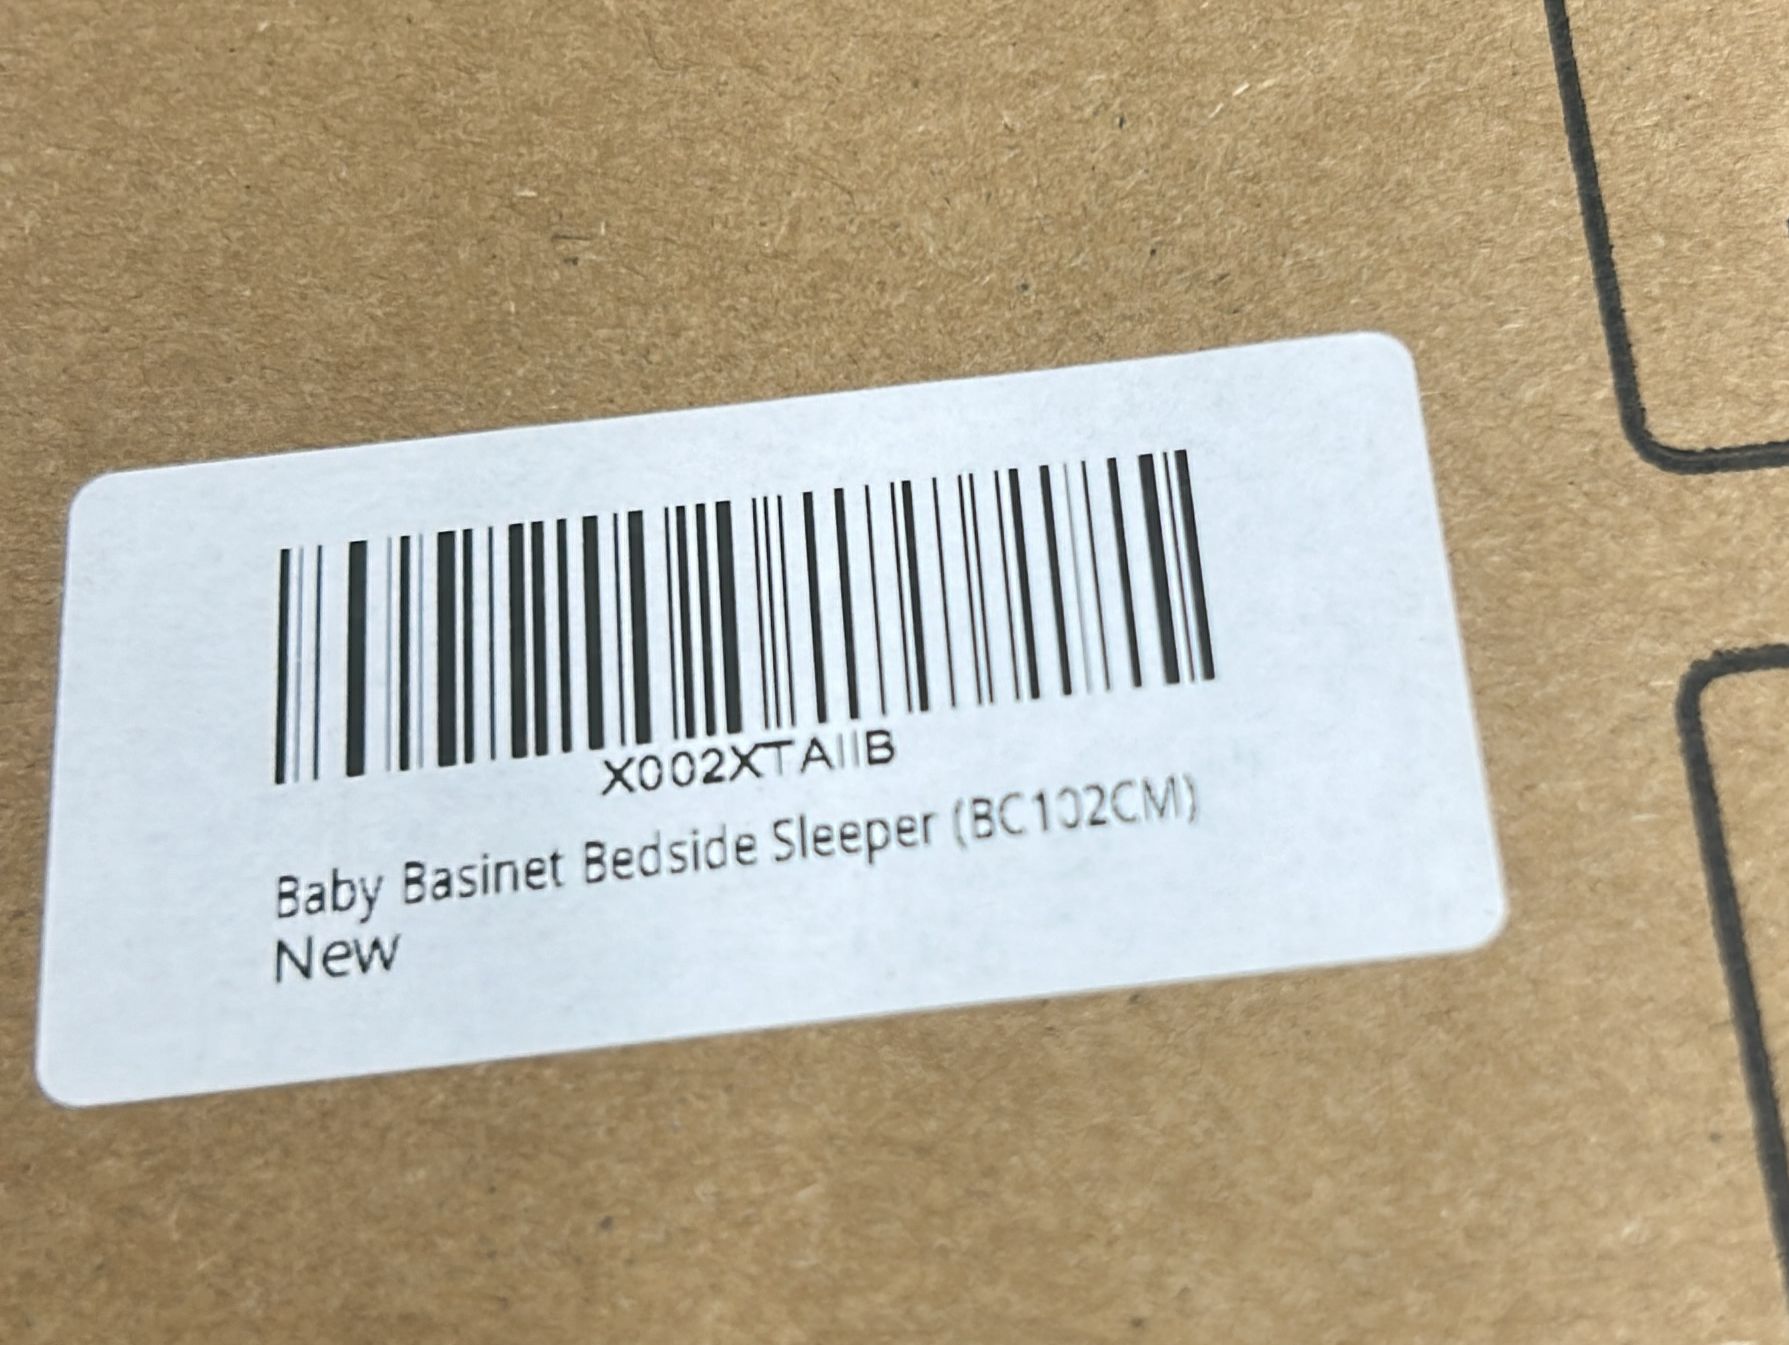 X002XTAIIB
Baby Basinet Bedside Sleeper (BC102CM)
New